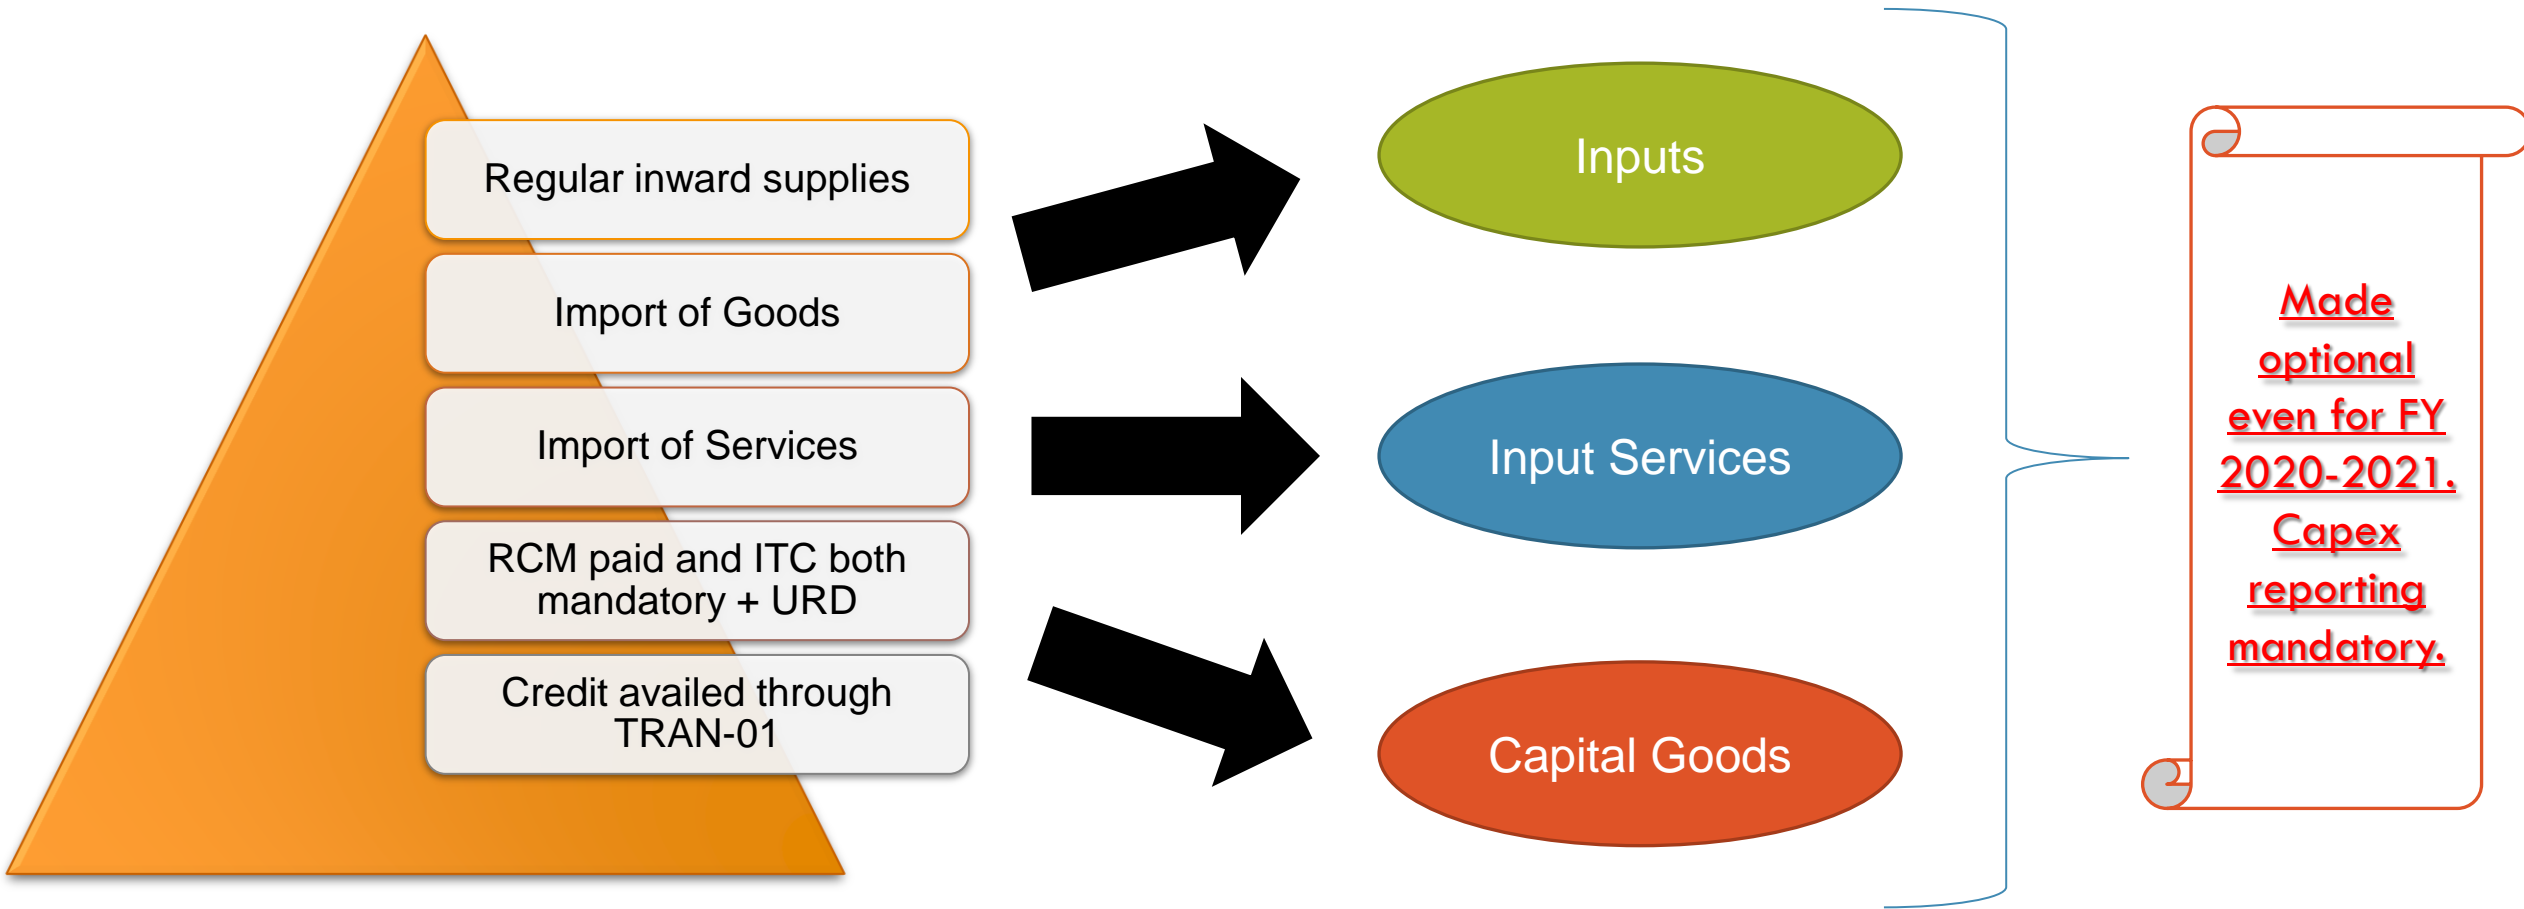 Regular inward supplies
Import of Goods
Import of Services
RCM paid and ITC both
mandatory + URD
Credit availed through
TRAN-01
Inputs
Input Services
Capital Goods
Made
optional
even for FY
2020-2021.
Capex
reporting
mandatory.